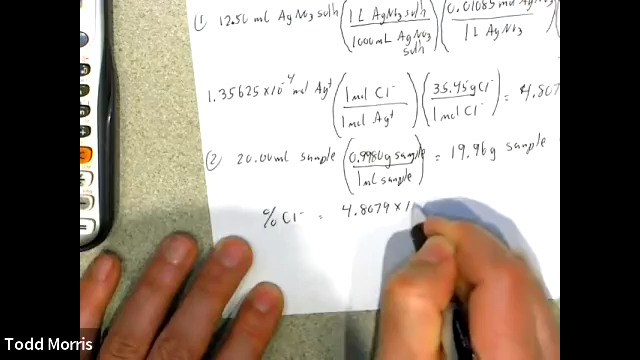 ① 12.50 mL AgNO₃ soln (1 L AgNO₃ soln / 1000 mL AgNO₃ soln) (0.01085 mol AgNO₃ / 1 L AgNO₃)
1.35625 × 10⁻⁴ mol Ag⁺ (1 mol Cl⁻ / 1 mol Ag⁺) (35.45 g Cl⁻ / 1 mol Cl⁻) = 4.807
② 20.00 mL sample (0.9980 g sample / 1 mL sample) = 19.96 g sample
% Cl⁻ = 4.8079 × 1
Todd Morris